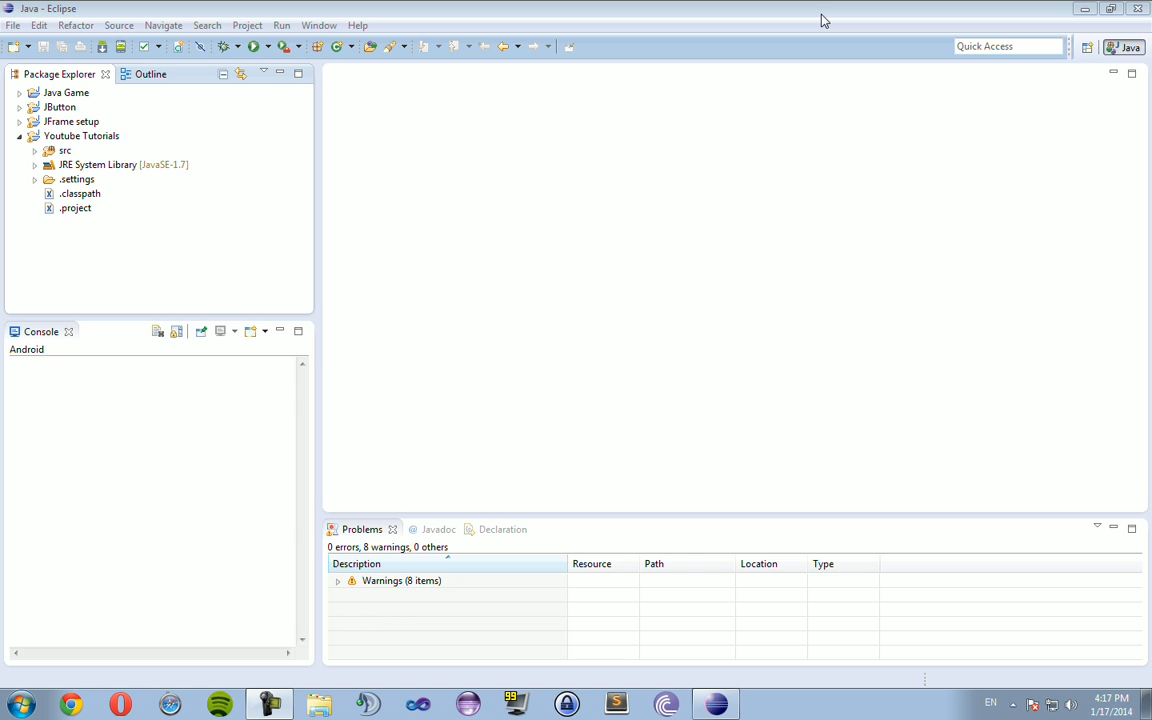 Java - Eclipse
File Edit Refactor Source Navigate Search Project Run Window Help
Quick Access
Java
Package Explorer
Outline
Java Game
JButton
JFrame setup
Youtube Tutorials
src
JRE System Library [JavaSE-1.7]
.settings
.classpath
.project
Console
Android
Problems
@ Javadoc
Declaration
0 errors, 8 warnings, 0 others
Description Resource Path Location Type
Warnings (8 items)
99
EN
4:17 PM
1/17/2014